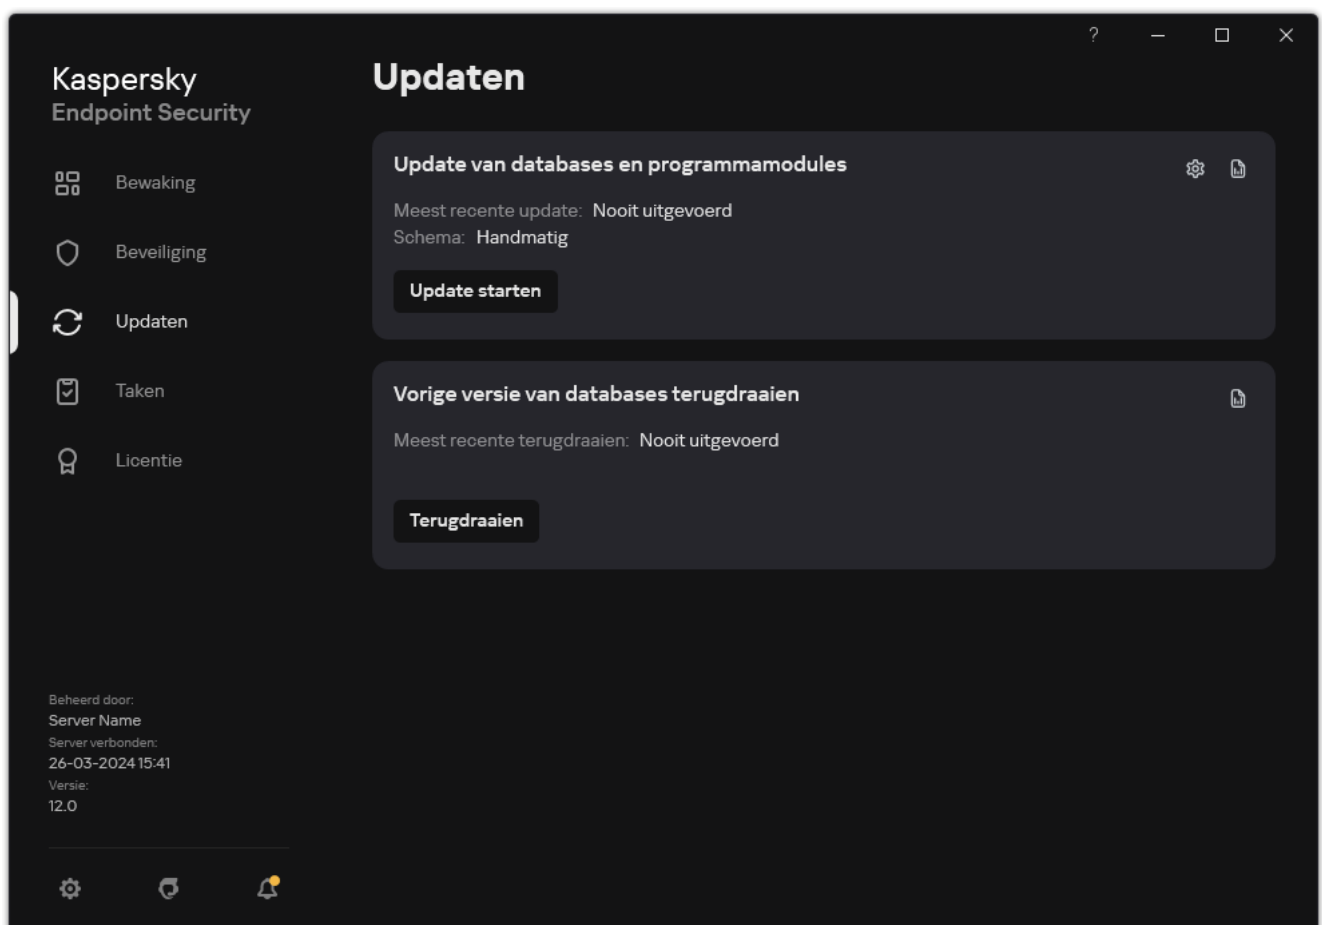 ?
Kaspersky
Endpoint Security
Bewaking
Beveiliging
Updaten
Taken
Licentie
Beheerd door:
Server Name
Server verbonden:
26-03-2024 15:41
Versie:
12.0
Updaten
Update van databases en programmamodules
Meest recente update: Nooit uitgevoerd
Schema: Handmatig
Update starten
Vorige versie van databases terugdraaien
Meest recente terugdraaien: Nooit uitgevoerd
Terugdraaien